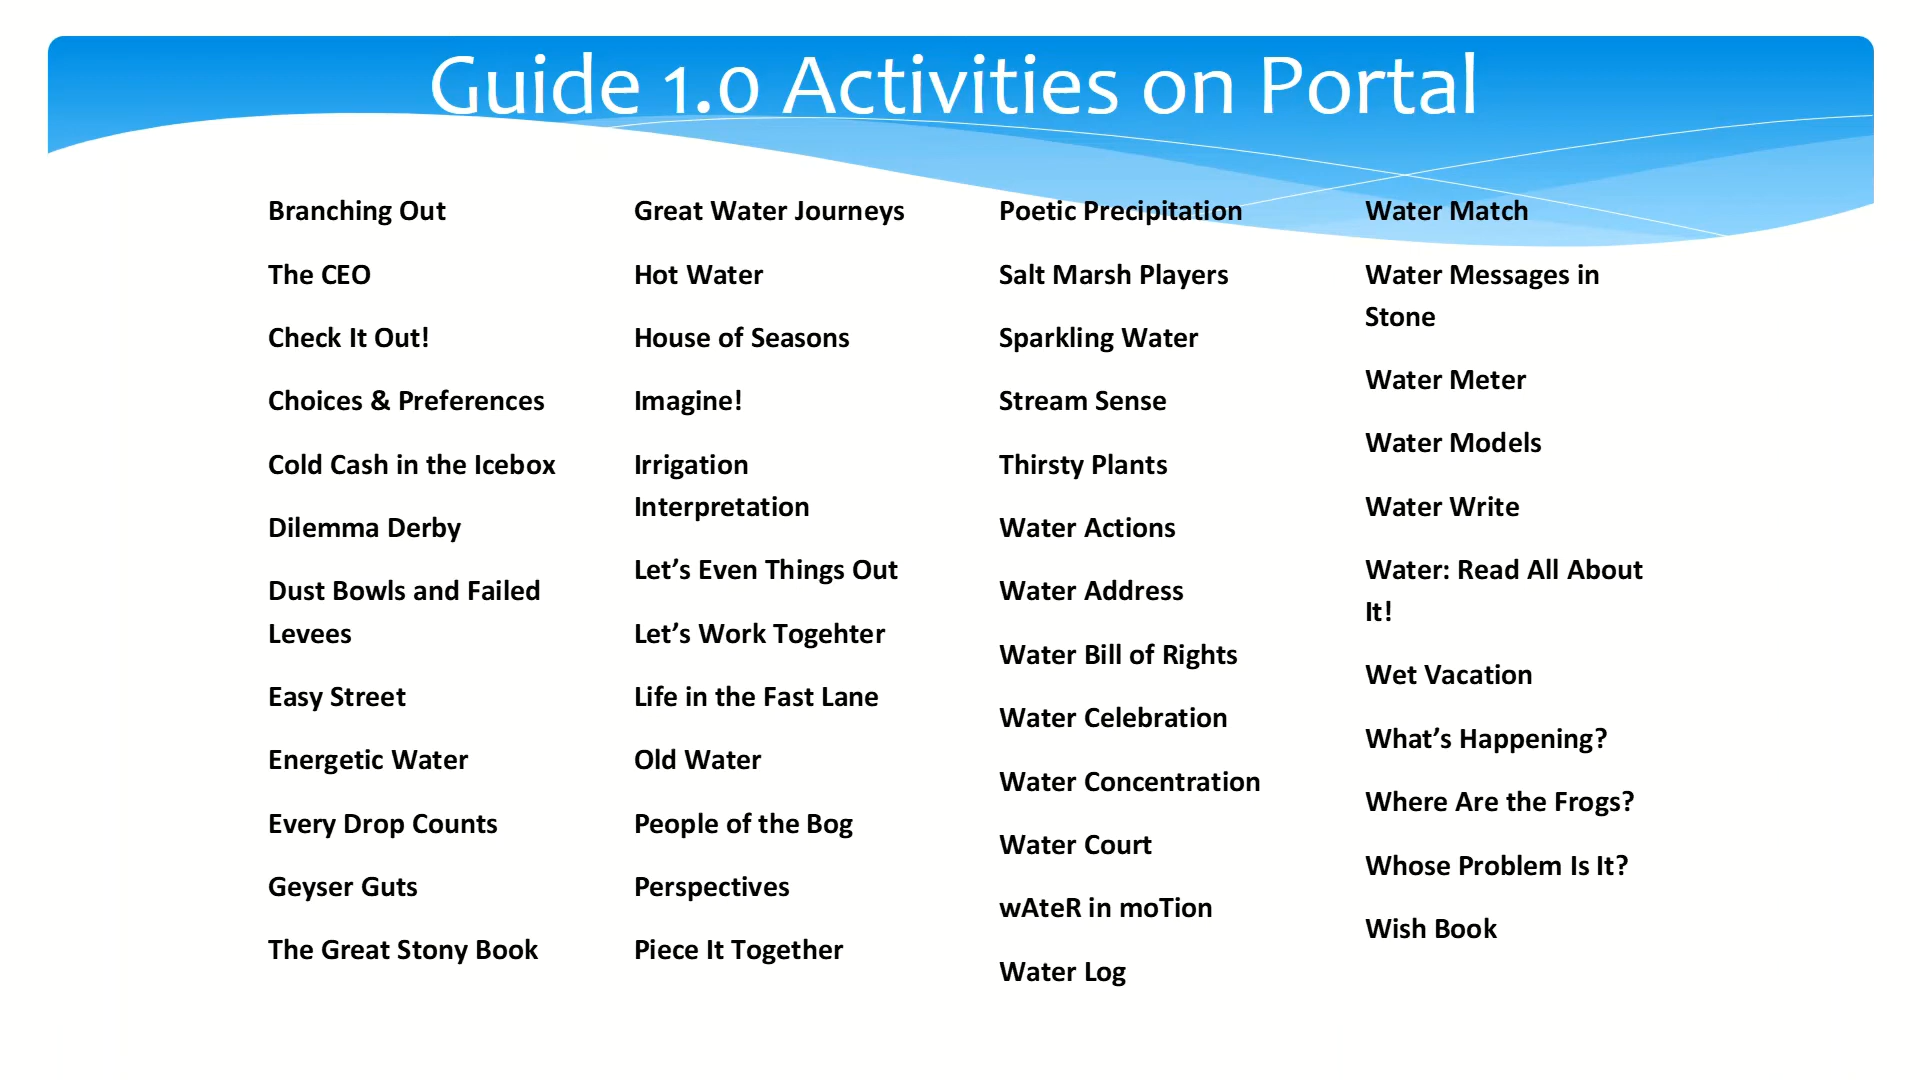 Guide 1.0 Activities on Portal
Branching Out
The CEO
Check It Out!
Choices & Preferences
Cold Cash in the Icebox
Dilemma Derby
Dust Bowls and Failed
Levees
Easy Street
Energetic Water
Every Drop Counts
Geyser Guts
The Great Stony Book
Great Water Journeys
Hot Water
House of Seasons
Imagine!
Irrigation
Interpretation
Let’s Even Things Out
Let’s Work Togehter
Life in the Fast Lane
Old Water
People of the Bog
Perspectives
Piece It Together
Poetic Precipitation
Salt Marsh Players
Sparkling Water
Stream Sense
Thirsty Plants
Water Actions
Water Address
Water Bill of Rights
Water Celebration
Water Concentration
Water Court
wAteR in moTion
Water Log
Water Match
Water Messages in
Stone
Water Meter
Water Models
Water Write
Water: Read All About
It!
Wet Vacation
What’s Happening?
Where Are the Frogs?
Whose Problem Is It?
Wish Book